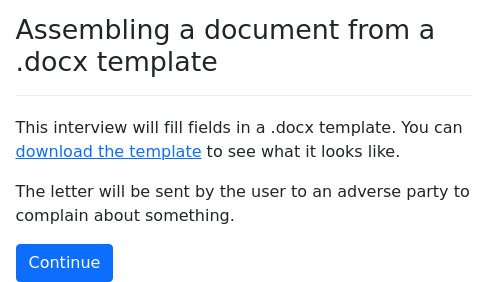 Assembling a document from a
.docx template
This interview will fill fields in a .docx template. You can
download the template to see what it looks like.
The letter will be sent by the user to an adverse party to
complain about something.
Continue